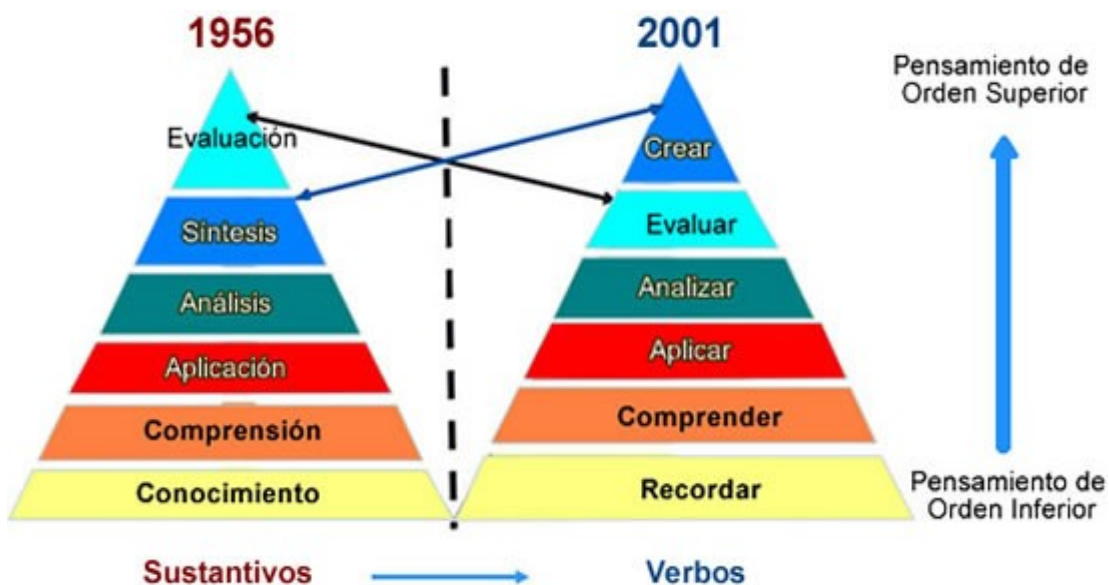 1956
Evaluación
Síntesis
Análisis
Aplicación
Comprensión
Conocimiento
Sustantivos
2001
Crear
Evaluar
Analizar
Aplicar
Comprender
Recordar
Verbos
Pensamiento de
Orden Superior
Pensamiento de
Orden Inferior